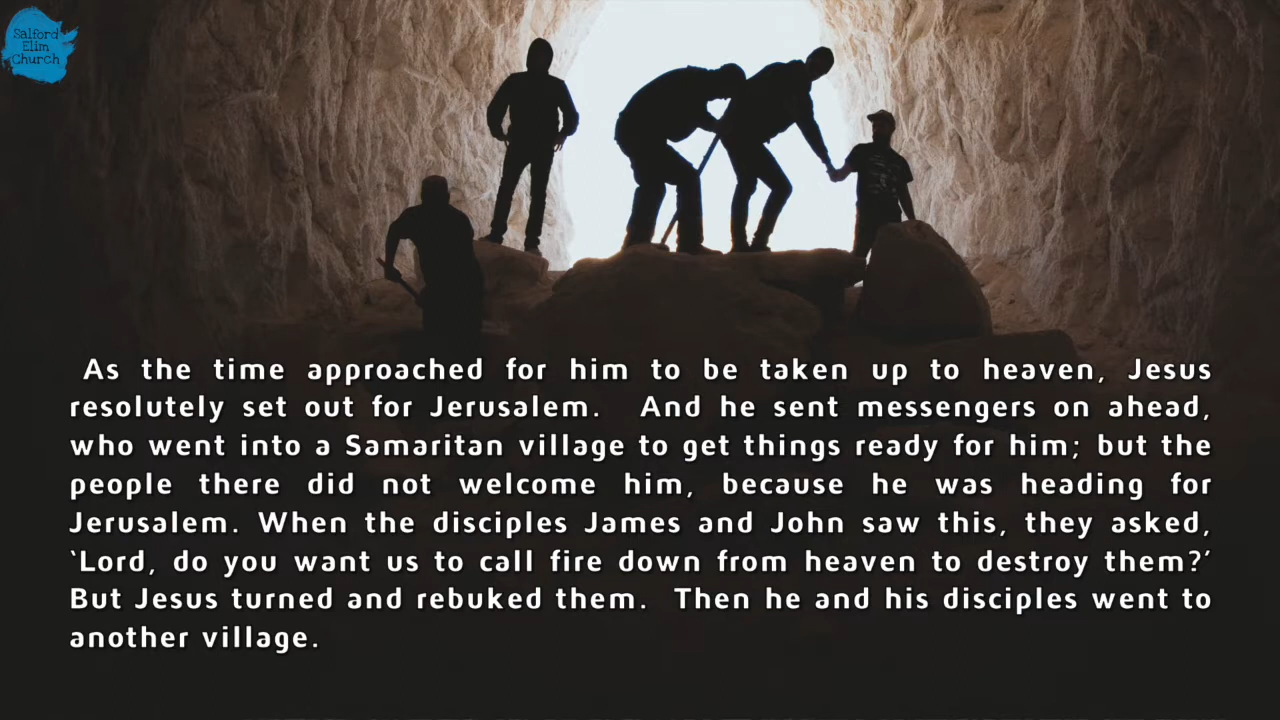 Salford
Elim
Church
As the time approached for him to be taken up to heaven, Jesus
resolutely set out for Jerusalem. And he sent messengers on ahead,
who went into a Samaritan village to get things ready for him; but the
people there did not welcome him, because he was heading for
Jerusalem. When the disciples James and John saw this, they asked,
‘Lord, do you want us to call fire down from heaven to destroy them?’
But Jesus turned and rebuked them. Then he and his disciples went to
another village.